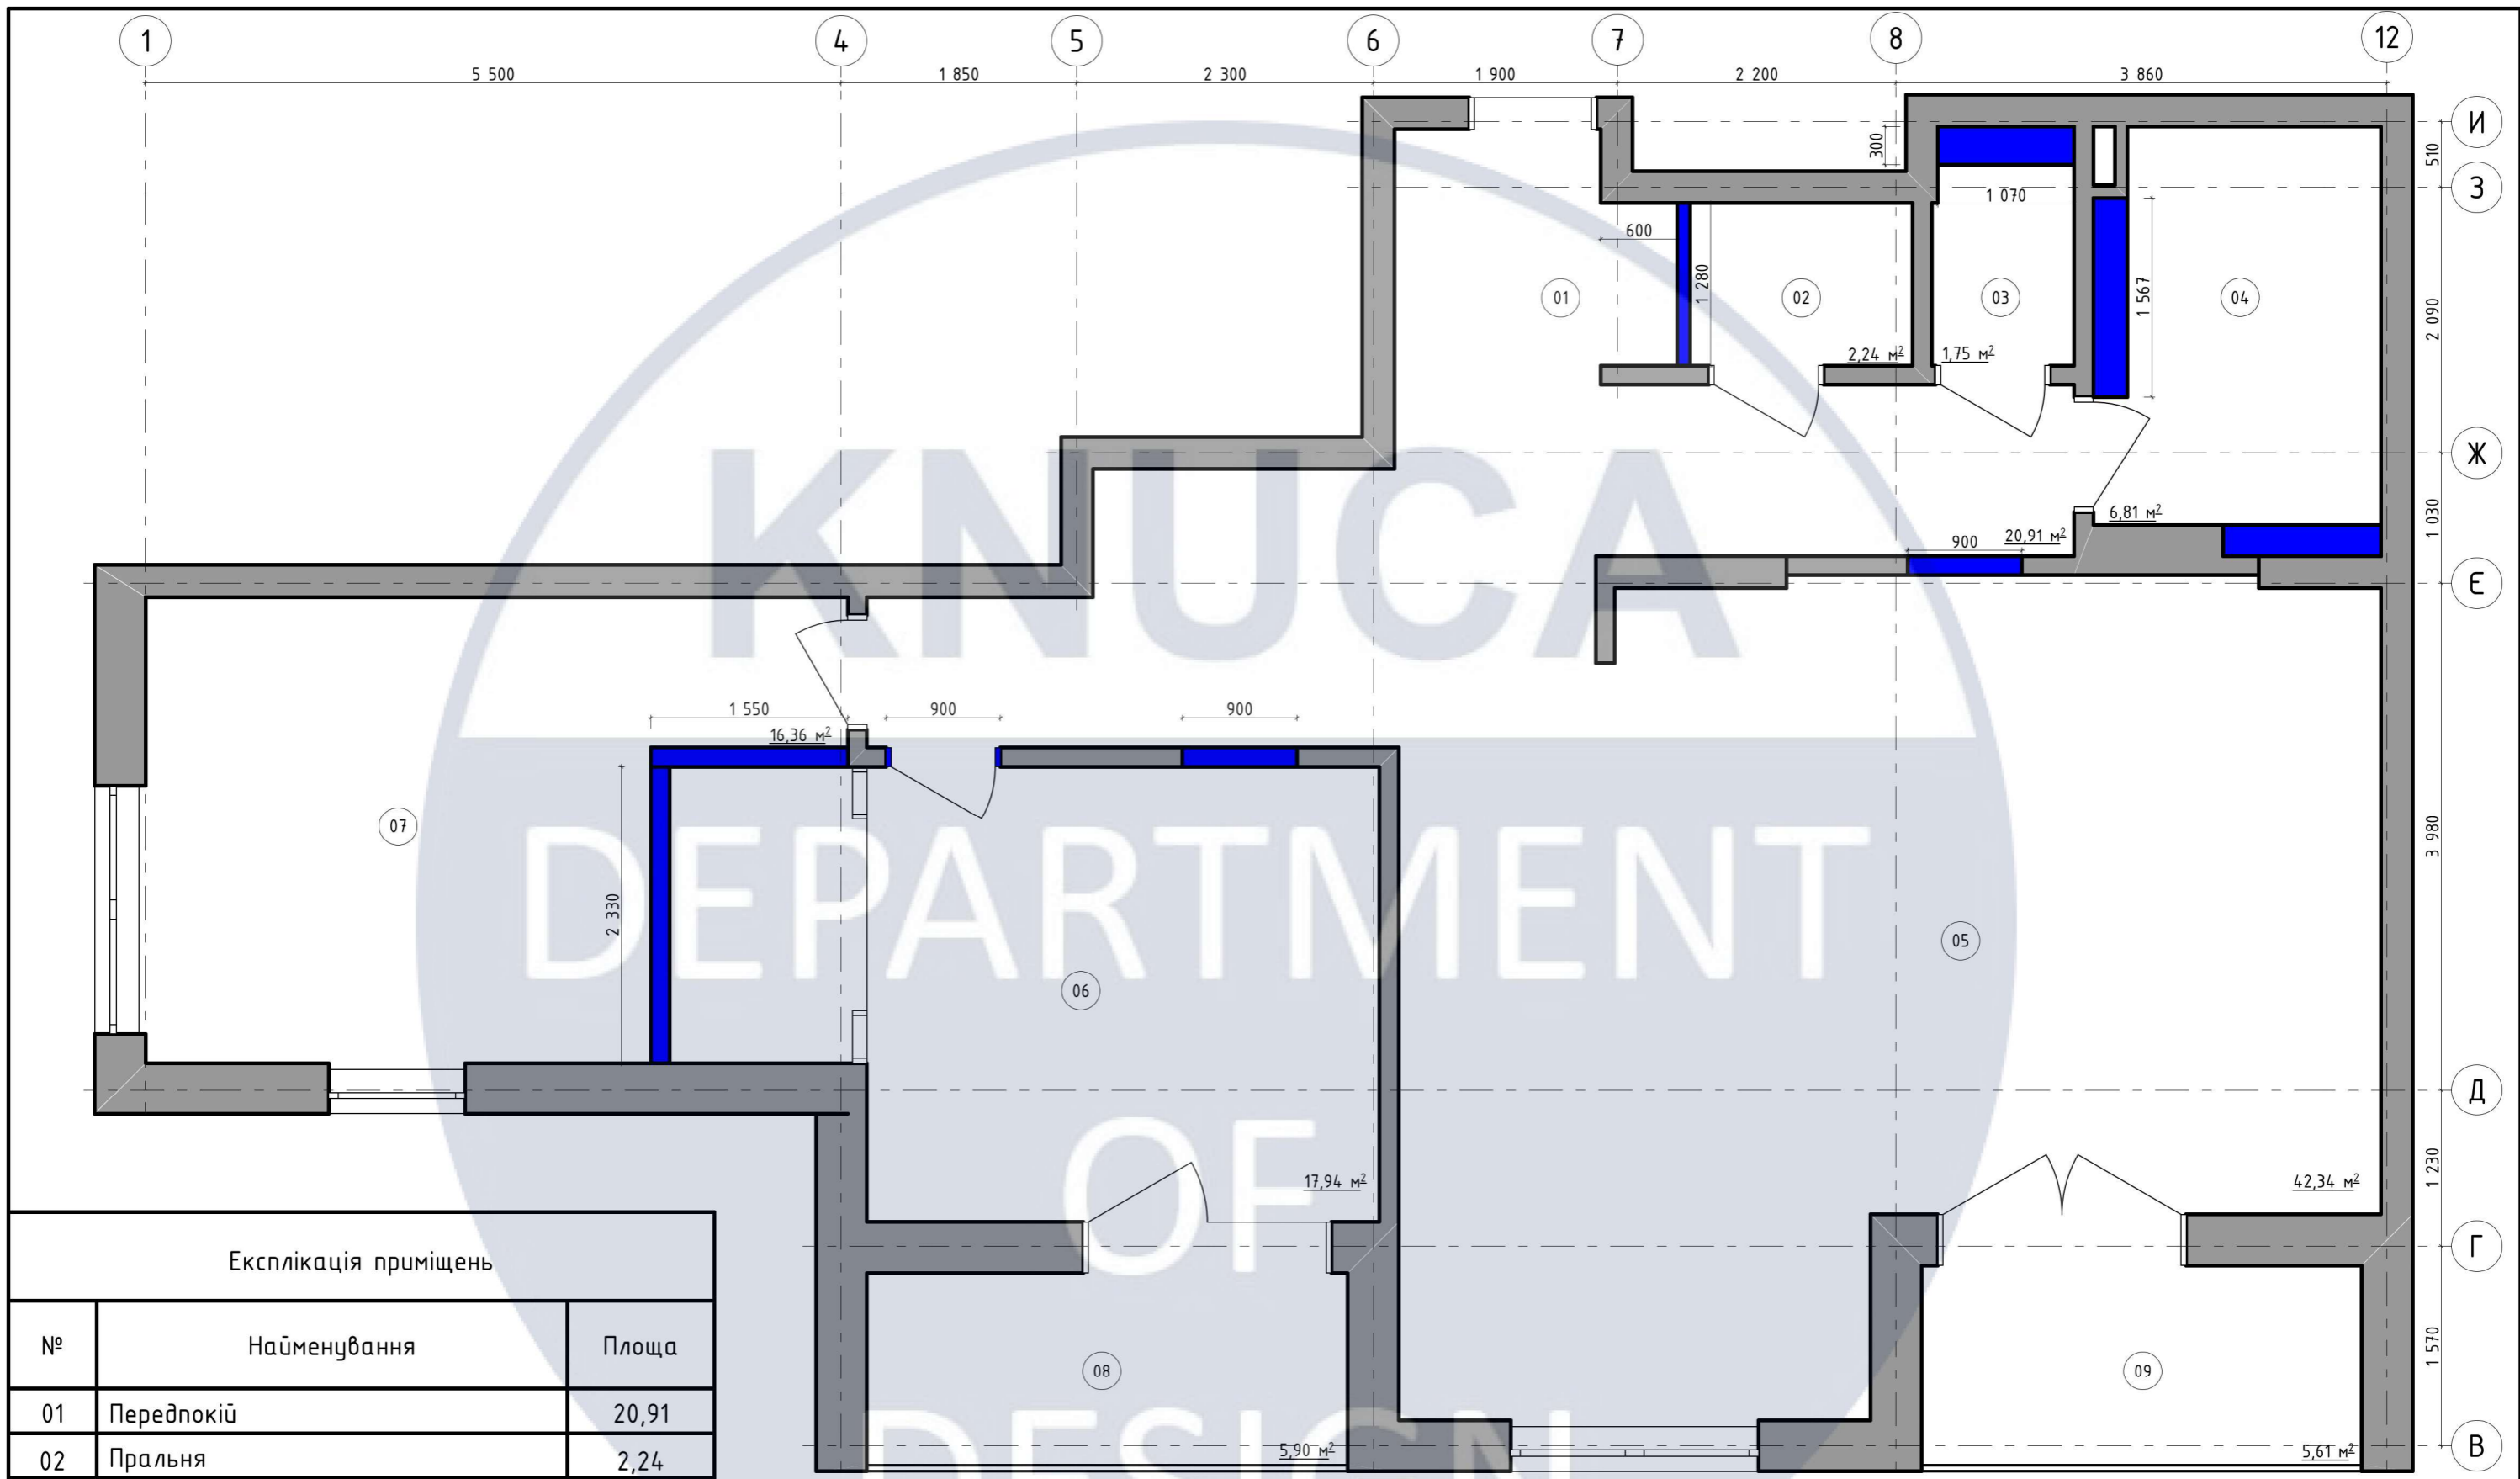 1 4 5 6 7 8 12
5 500 1 850 2 300 1 900 2 200 3 860
И
300
510
З
1 070
600
1 280
01 02 03 1 567 04
2 090
2,24 м² 1,75 м²
Ж
KNUCA
6,81 м²
1 030
900 20,91 м²
Є
1 550 900 900
16,36 м²
07
3 980
DEPARTMENT
2 330
05
06
Д
OF
17,94 м² 42,34 м²
1 230
Г
Експлікація приміщень
№ Найменування Площа
08 09
1 570
01 Передпокій 20,91
DESIGN
02 Пральня 2,24
5,90 м² 5,61 м²
В